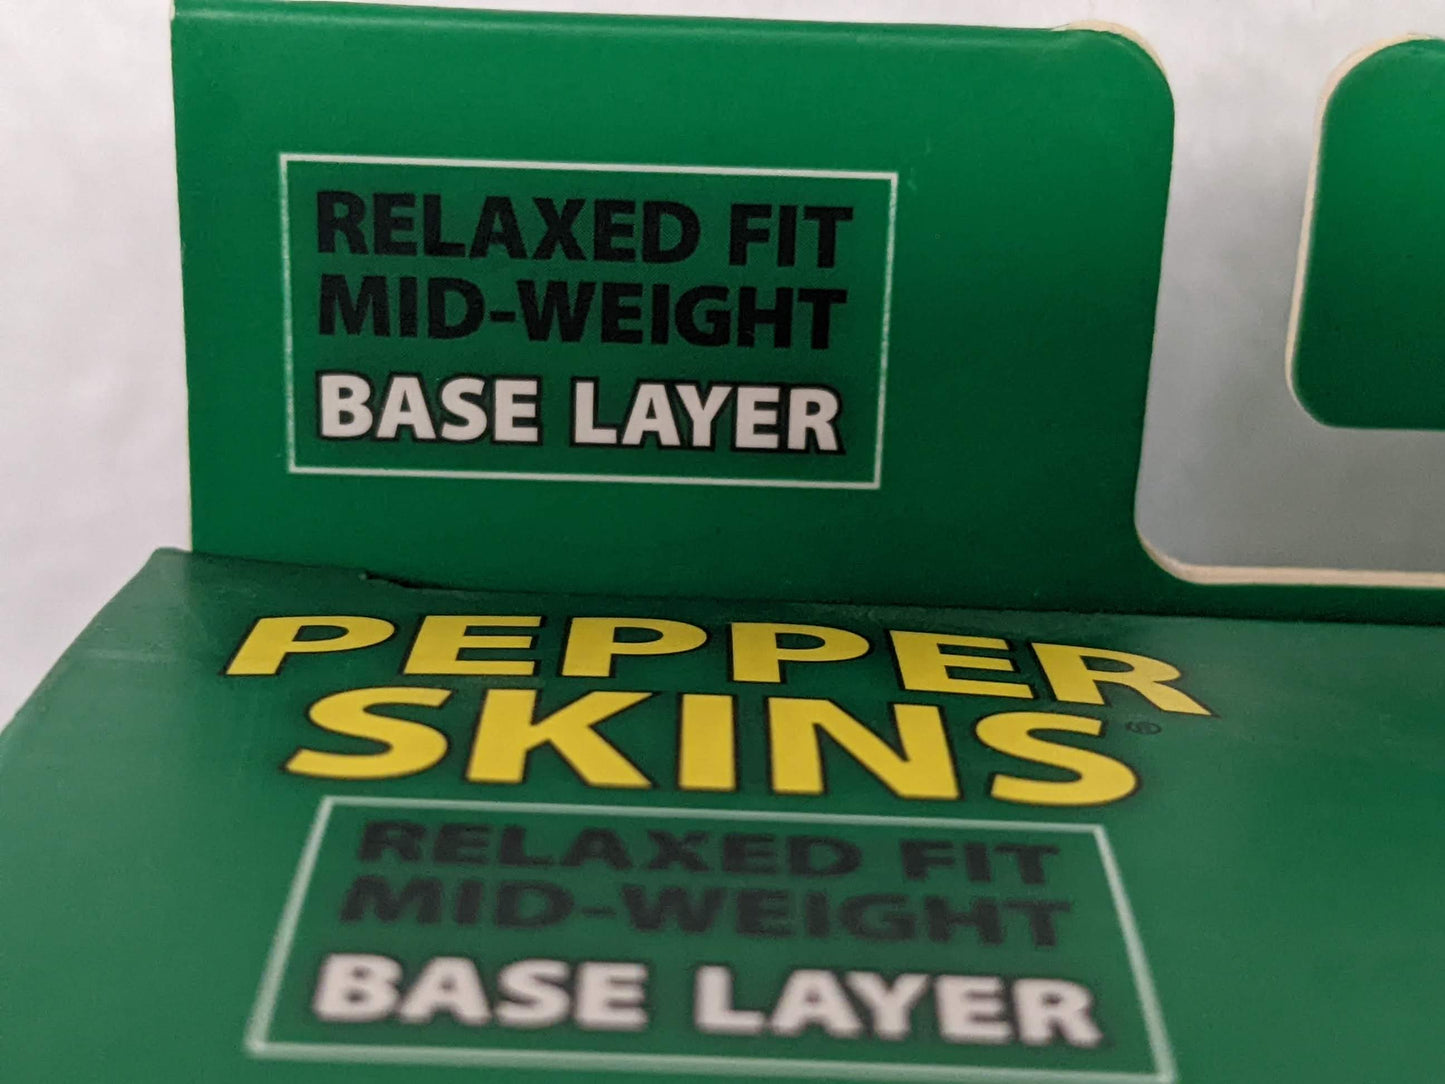 RELAXED FIT
MID-WEIGHT
BASE LAYER
PEPPER
SKINS®
RELAXED FIT
MID-WEIGHT
BASE LAYER